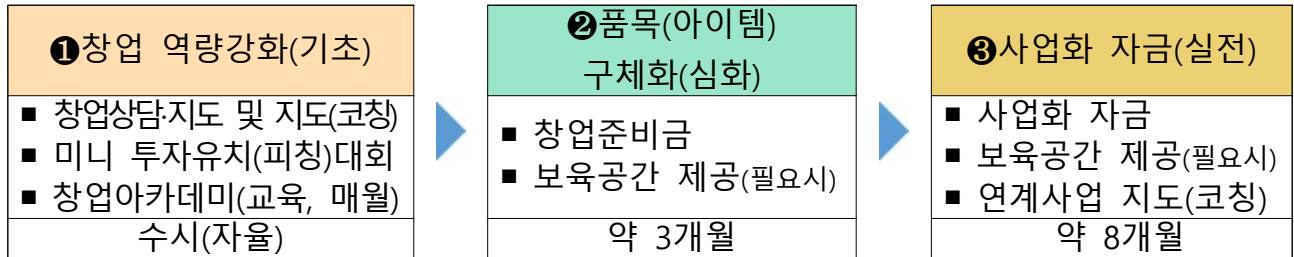 ❶창업 역량강화(기초)
■ 창업상담·지도 및 지도(코칭)
■ 미니 투자유치(피칭)대회
■ 창업아카데미(교육, 매월)
수시(자율)
❷품목(아이템)
구체화(심화)
■ 창업준비금
■ 보육공간 제공(필요시)
약 3개월
❸사업화 자금(실전)
■ 사업화 자금
■ 보육공간 제공(필요시)
■ 연계사업 지도(코칭)
약 8개월